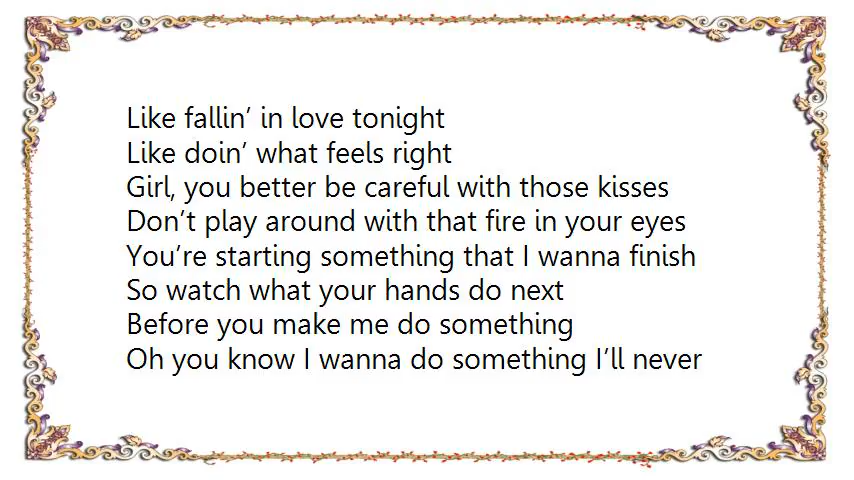 Like fallin’ in love tonight
Like doin’ what feels right
Girl, you better be careful with those kisses
Don’t play around with that fire in your eyes
You’re starting something that I wanna finish
So watch what your hands do next
Before you make me do something
Oh you know I wanna do something I’ll never